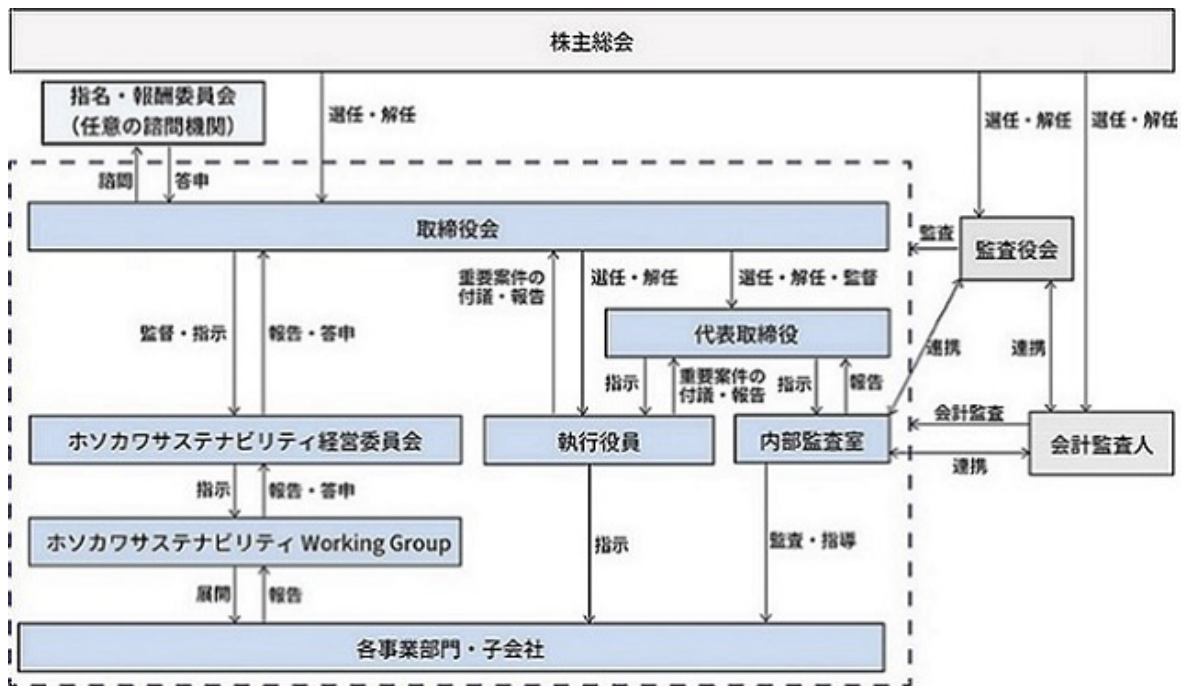 株主総会
指名・報酬委員会
（任意の諮問機関）
選任・解任
選任・解任
選任・解任
諮問
答申
取締役会
監査
監査役会
監督・指示
報告・答申
重要案件の
付議・報告
選任・解任
選任・解任・監督
代表取締役
指示
重要案件の
付議・報告
指示
報告
連携
連携
ホソカワサステナビリティ経営委員会
執行役員
内部監査室
会計監査
会計監査人
連携
指示
報告・答申
ホソカワサステナビリティ Working Group
指示
監査・指導
展開
報告
各事業部門・子会社